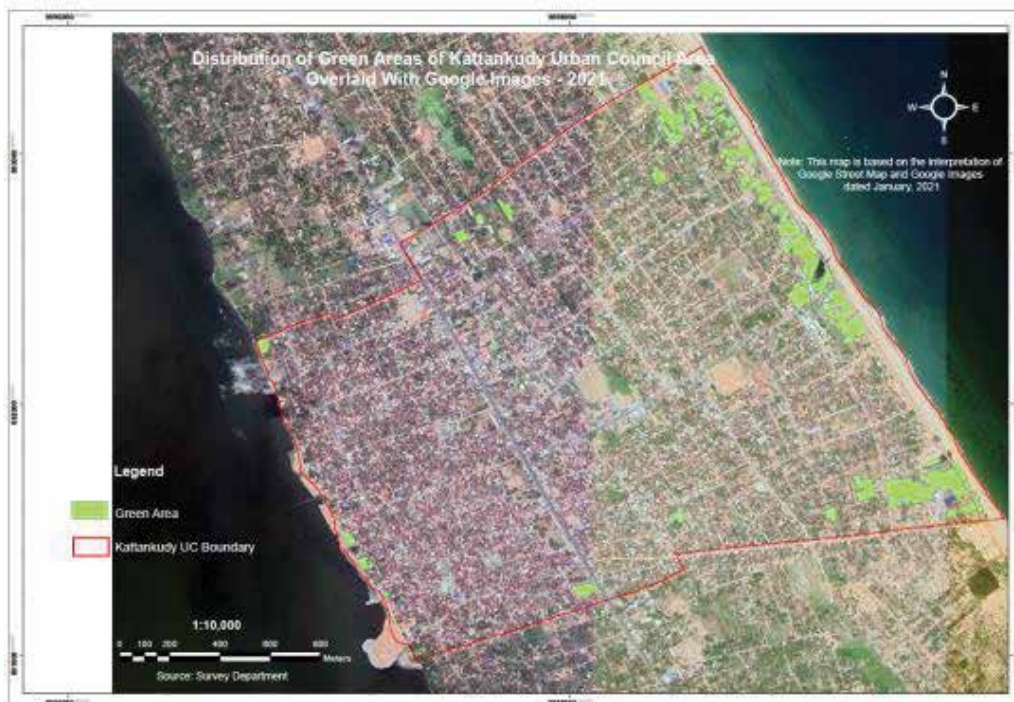 Distribution of Green Areas of Kattankudy Urban Council Area
Overlaid With Google Images - 2021
N
W
E
S
Note: This map is based on the interpretation of
Google Street Map and Google Images
dated January, 2021
Legend
Green Area
Kattankudy UC Boundary
1:10,000
0 100 200 400 600 800
Meters
Source: Survey Department